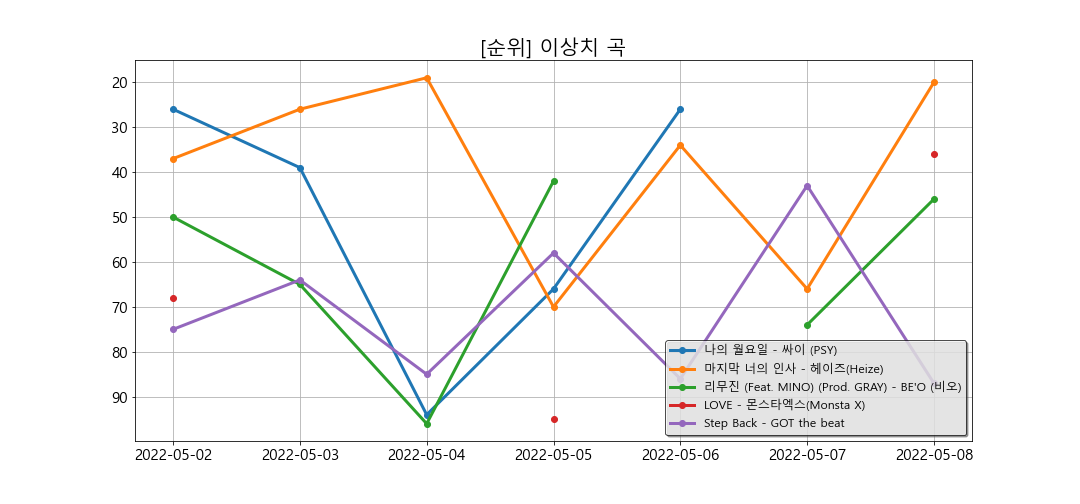 [순위] 이상치 곡
20
30
40
50
60
70
80
90
나의 월요일 - 싸이 (PSY)
마지막 너의 인사 - 헤이즈(Heize)
리무진 (Feat. MINO) (Prod. GRAY) - BE'O (비오)
LOVE - 몬스타엑스(Monsta X)
Step Back - GOT the beat
2022-05-02 2022-05-03 2022-05-04 2022-05-05 2022-05-06 2022-05-07 2022-05-08